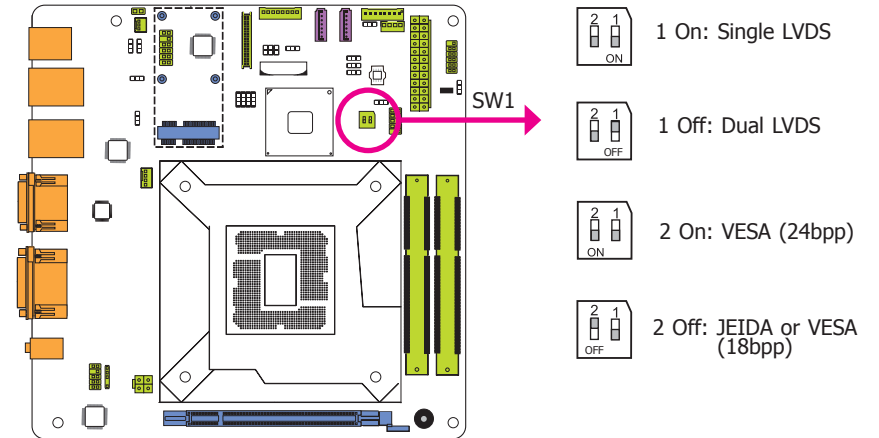 SW1
2 1
ON
1 On: Single LVDS
2 1
OFF
1 Off: Dual LVDS
2 1
ON
2 On: VESA (24bpp)
2 1
OFF
2 Off: JEIDA or VESA
(18bpp)